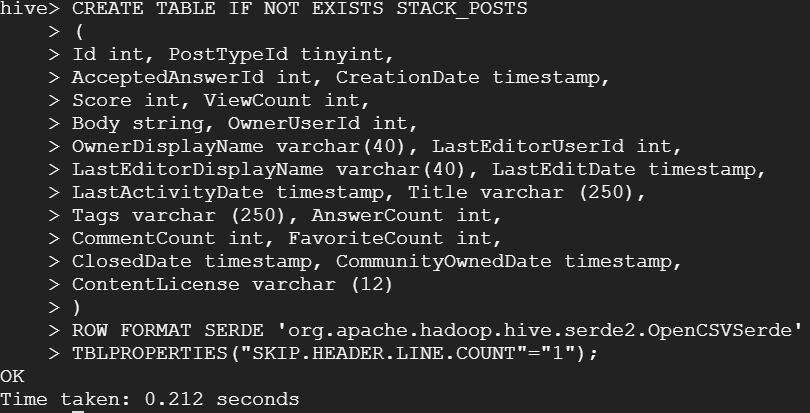 hive> CREATE TABLE IF NOT EXISTS STACK_POSTS
> (
> Id int, PostTypeId tinyint,
> AcceptedAnswerId int, CreationDate timestamp,
> Score int, ViewCount int,
> Body string, OwnerUserId int,
> OwnerDisplayName varchar(40), LastEditorUserId int,
> LastEditorDisplayName varchar(40), LastEditDate timestamp,
> LastActivityDate timestamp, Title varchar (250),
> Tags varchar (250), AnswerCount int,
> CommentCount int, FavoriteCount int,
> ClosedDate timestamp, CommunityOwnedDate timestamp,
> ContentLicense varchar (12)
> )
> ROW FORMAT SERDE 'org.apache.hadoop.hive.serde2.OpenCSVSerde'
> TBLPROPERTIES("SKIP.HEADER.LINE.COUNT"="1");
OK
Time taken: 0.212 seconds